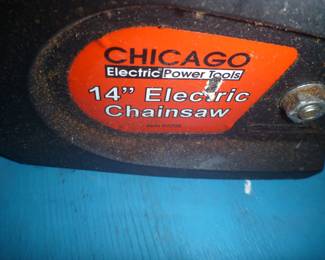 CHICAGO
Electric Power Tools
14" Electric
Chainsaw